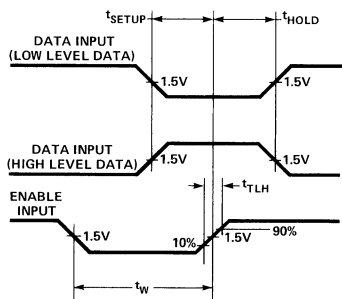 tSETUP
tHOLD
DATA INPUT
(LOW LEVEL DATA)
1.5V
1.5V
DATA INPUT
(HIGH LEVEL DATA)
1.5V
1.5V
tTLH
ENABLE
INPUT
1.5V
10%
1.5V
90%
tW